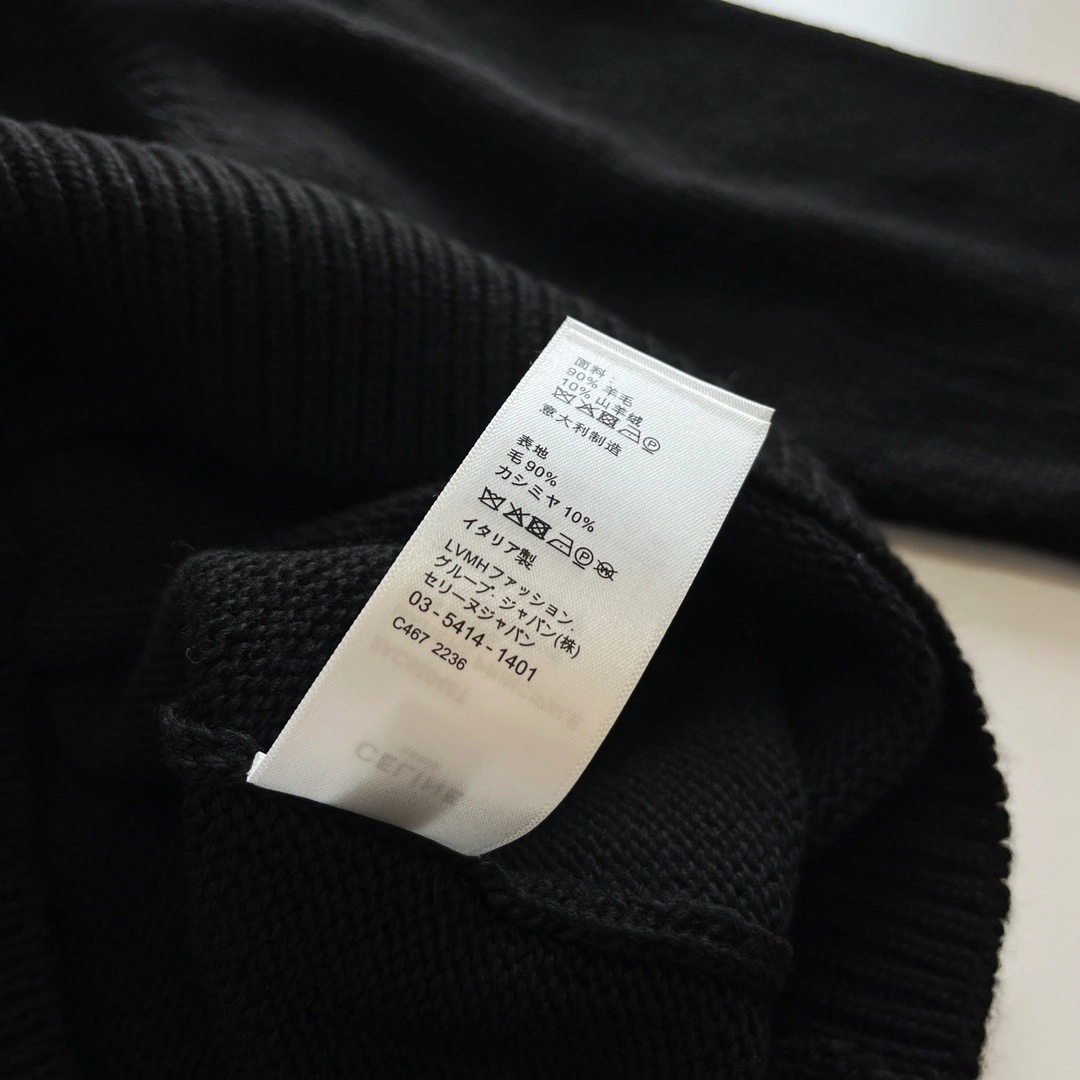 面料:
90% 羊毛
10% 山羊绒
意大利制造
表地
毛 90%
カシミヤ 10%
イタリア製
LVMHファッション.
グループ・ジャパン(株)
セリーヌジャパン
03 - 5414 - 1401
C467 2236
CELINE